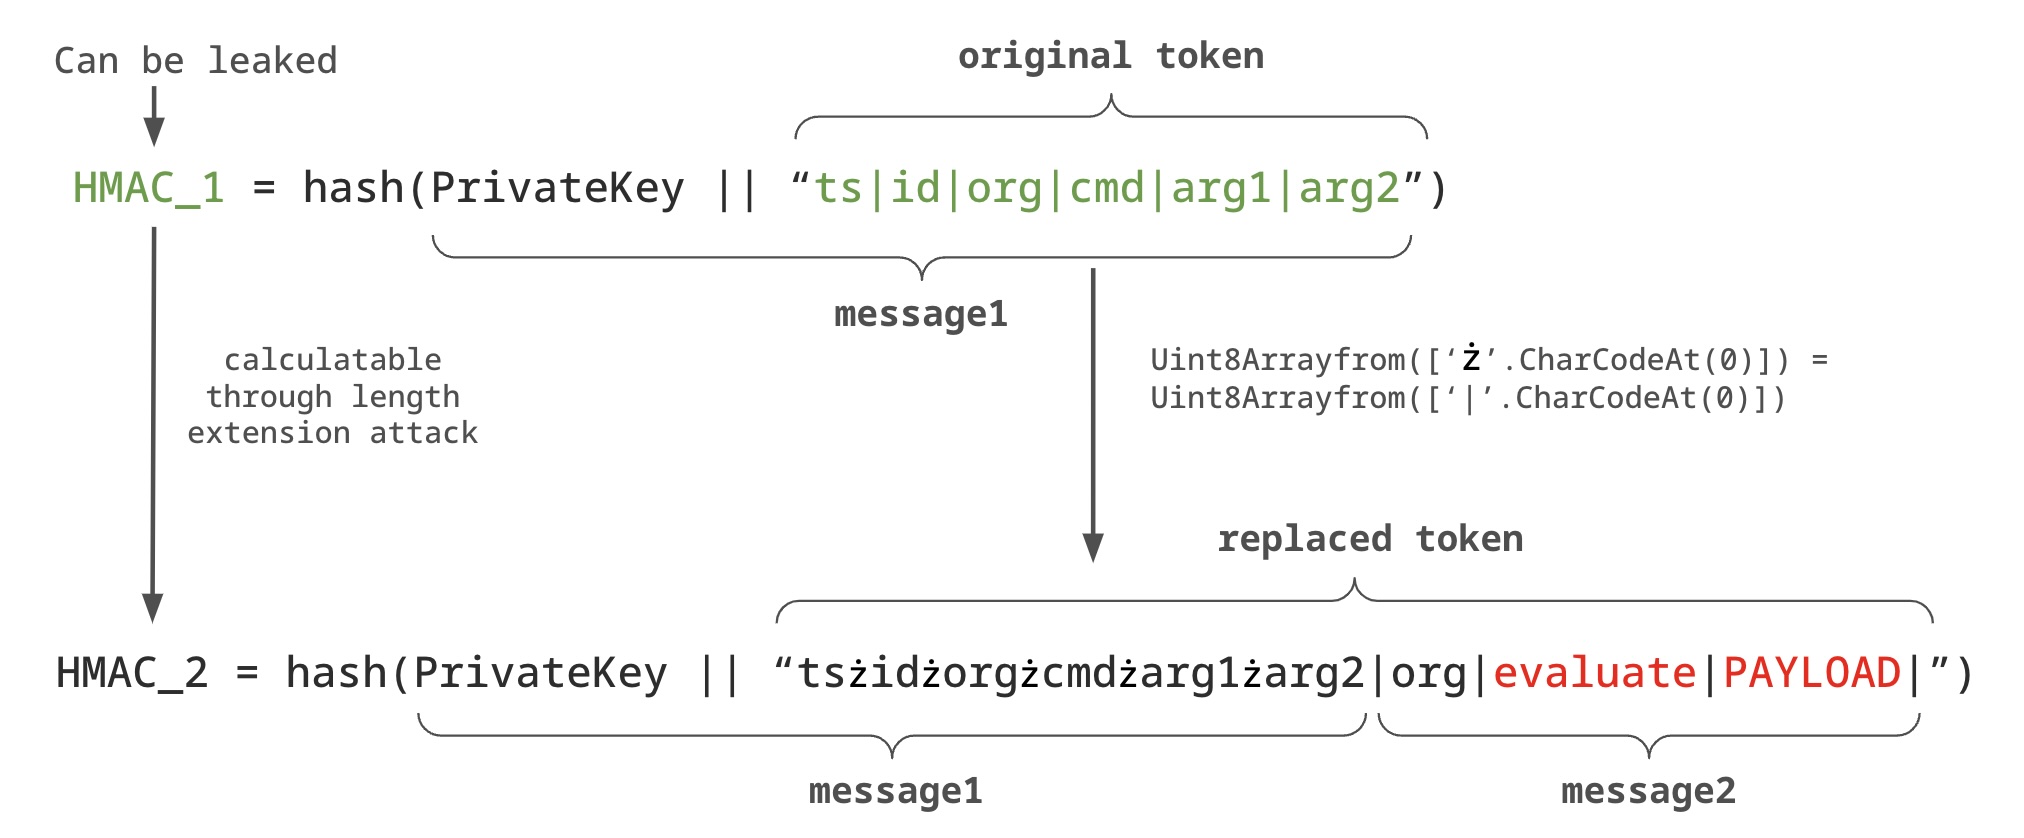 Can be leaked
original token
HMAC_1 = hash(PrivateKey || “ts|id|org|cmd|arg1|arg2”)
message1
calculatable
through length
extension attack
Uint8Arrayfrom([‘ż’.CharCodeAt(0)]) =
Uint8Arrayfrom([‘|’.CharCodeAt(0)])
replaced token
HMAC_2 = hash(PrivateKey || “tsżidżorgżcmdżarg1żarg2|org|evaluate|PAYLOAD|”)
message1
message2